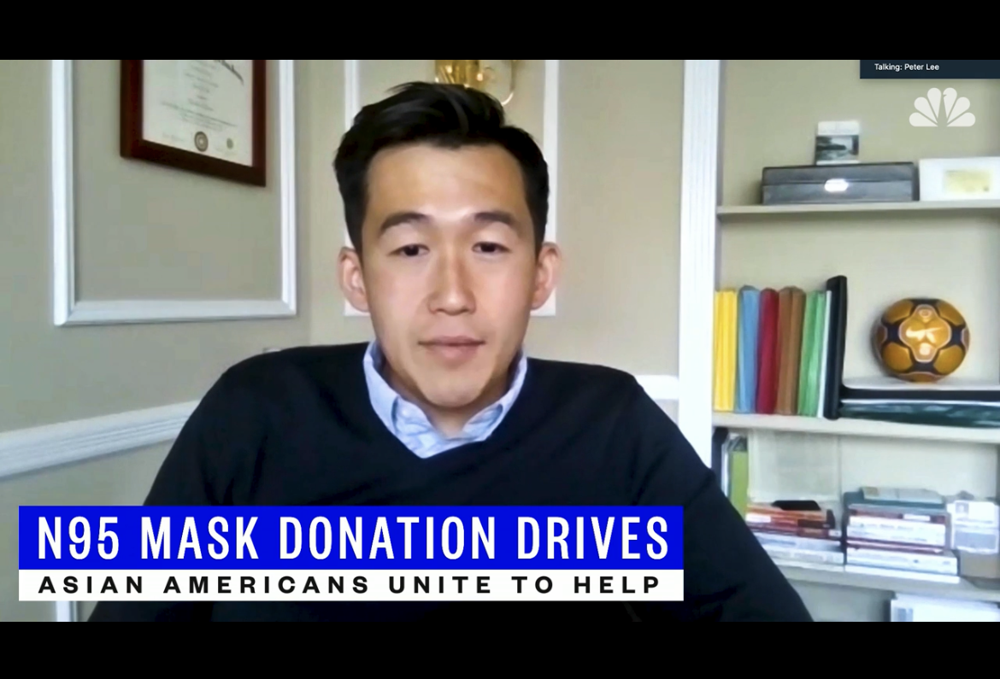 Talking: Peter Lee
N95 MASK DONATION DRIVES
ASIAN AMERICANS UNITE TO HELP